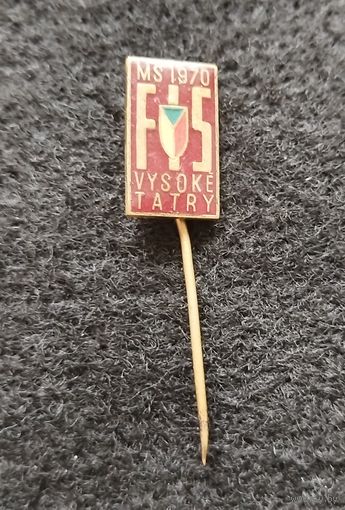 MS 1970
FIS
VYSOKÉ
TATRY